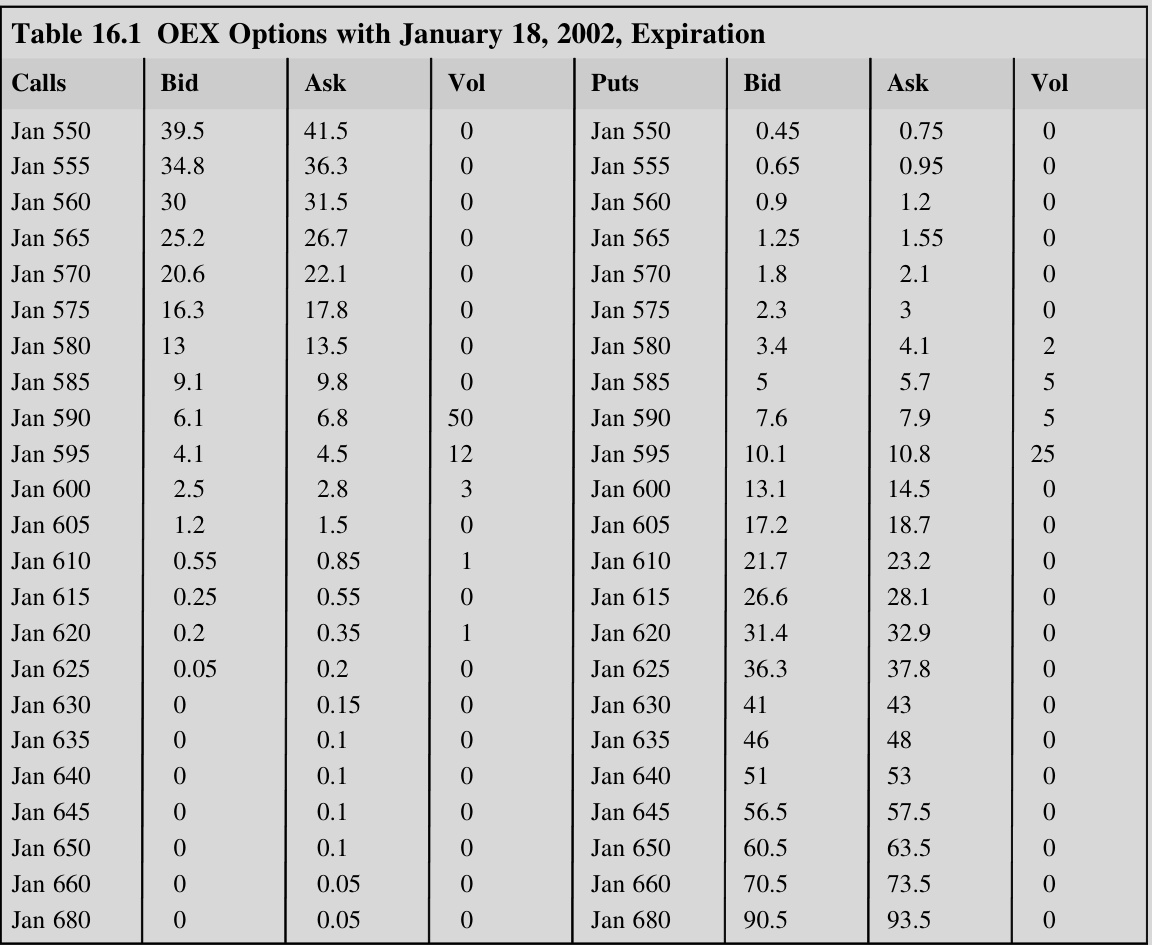 Table 16.1 OEX Options with January 18, 2002, Expiration
Calls Bid Ask Vol Puts Bid Ask Vol
Jan 550 39.5 41.5 0 Jan 550 0.45 0.75 0
Jan 555 34.8 36.3 0 Jan 555 0.65 0.95 0
Jan 560 30 31.5 0 Jan 560 0.9 1.2 0
Jan 565 25.2 26.7 0 Jan 565 1.25 1.55 0
Jan 570 20.6 22.1 0 Jan 570 1.8 2.1 0
Jan 575 16.3 17.8 0 Jan 575 2.3 3 0
Jan 580 13 13.5 0 Jan 580 3.4 4.1 2
Jan 585 9.1 9.8 0 Jan 585 5 5.7 5
Jan 590 6.1 6.8 50 Jan 590 7.6 7.9 5
Jan 595 4.1 4.5 12 Jan 595 10.1 10.8 25
Jan 600 2.5 2.8 3 Jan 600 13.1 14.5 0
Jan 605 1.2 1.5 0 Jan 605 17.2 18.7 0
Jan 610 0.55 0.85 1 Jan 610 21.7 23.2 0
Jan 615 0.25 0.55 0 Jan 615 26.6 28.1 0
Jan 620 0.2 0.35 1 Jan 620 31.4 32.9 0
Jan 625 0.05 0.2 0 Jan 625 36.3 37.8 0
Jan 630 0 0.15 0 Jan 630 41 43 0
Jan 635 0 0.1 0 Jan 635 46 48 0
Jan 640 0 0.1 0 Jan 640 51 53 0
Jan 645 0 0.1 0 Jan 645 56.5 57.5 0
Jan 650 0 0.1 0 Jan 650 60.5 63.5 0
Jan 660 0 0.05 0 Jan 660 70.5 73.5 0
Jan 680 0 0.05 0 Jan 680 90.5 93.5 0